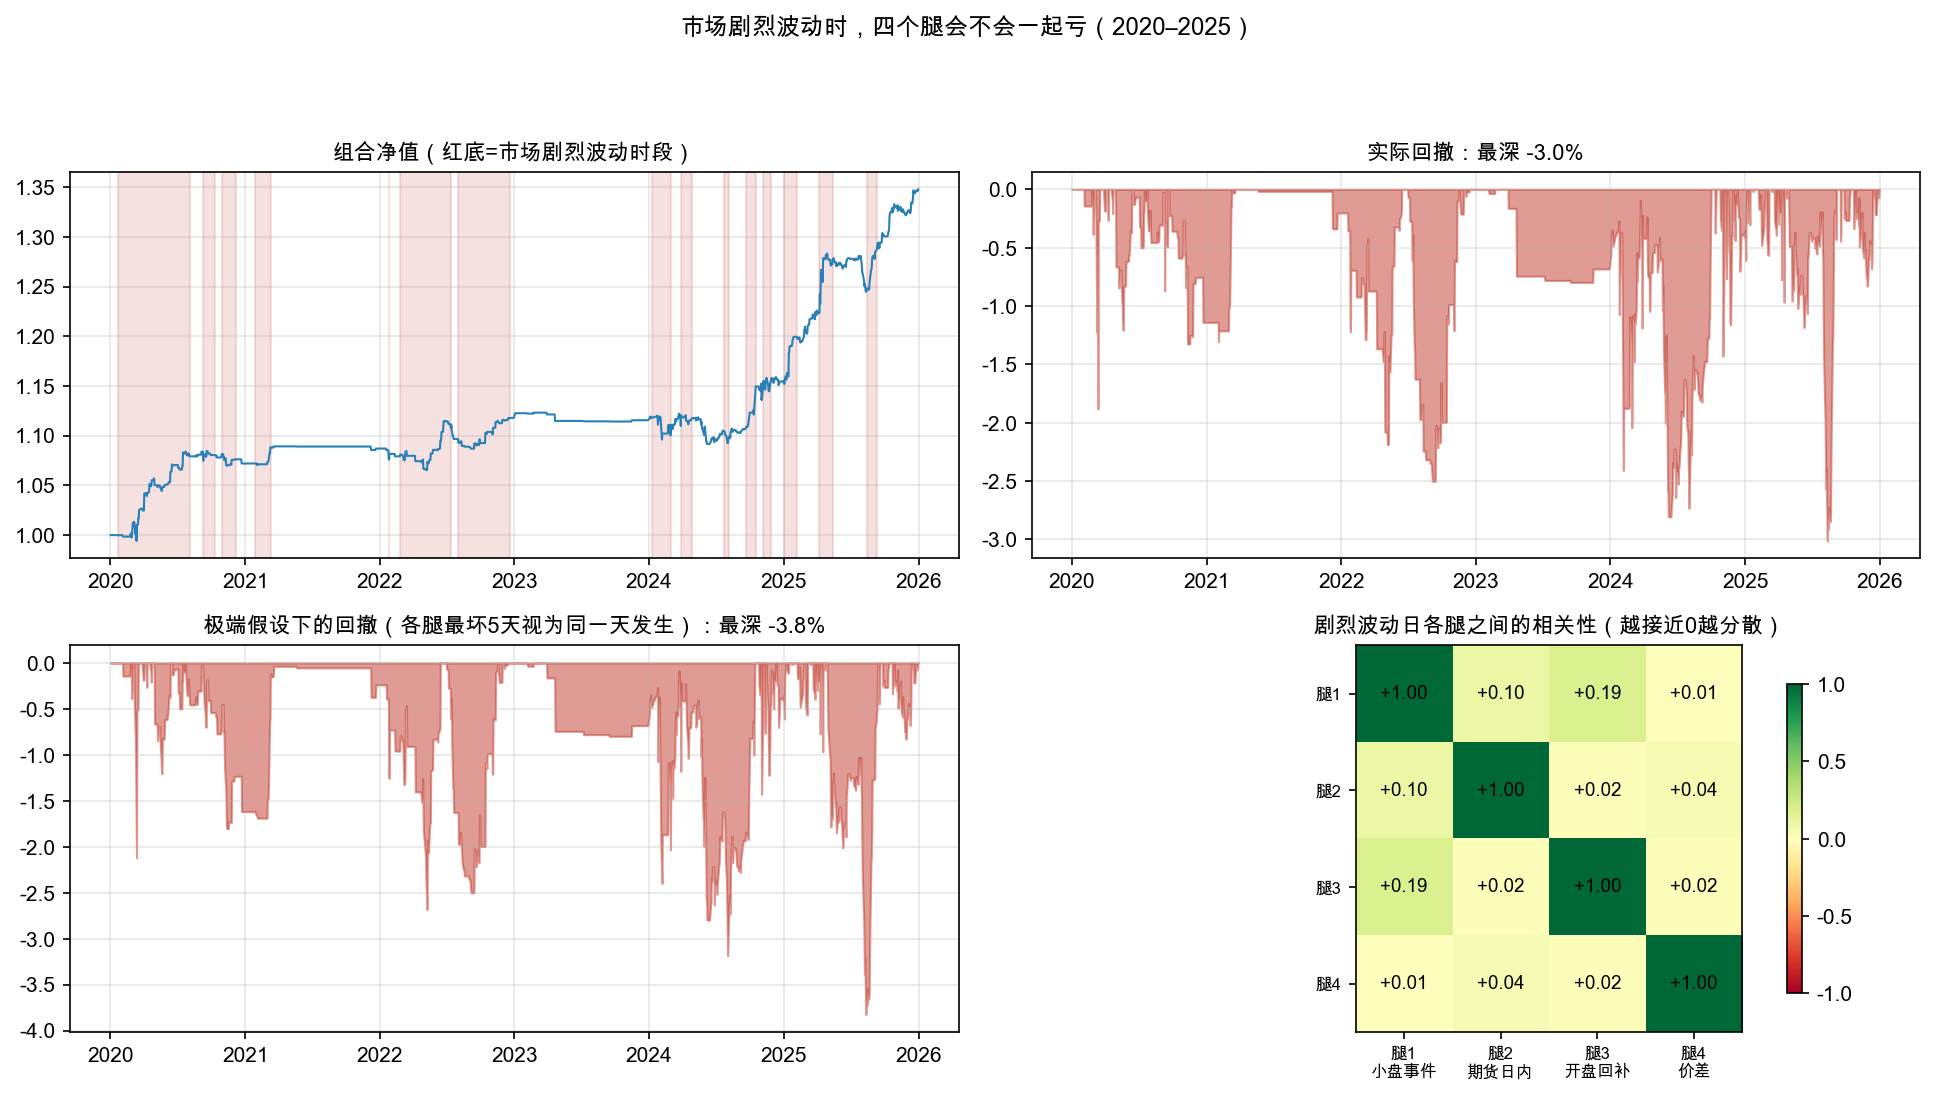 市场剧烈波动时，四个腿会不会一起亏（2020–2025）
组合净值（红底=市场剧烈波动时段）
1.35
1.30
1.25
1.20
1.15
1.10
1.05
1.00
2020 2021 2022 2023 2024 2025 2026
实际回撤：最深 -3.0%
0.0
-0.5
-1.0
-1.5
-2.0
-2.5
-3.0
2020 2021 2022 2023 2024 2025 2026
极端假设下的回撤（各腿最坏5天视为同一天发生）：最深 -3.8%
0.0
-0.5
-1.0
-1.5
-2.0
-2.5
-3.0
-3.5
-4.0
2020 2021 2022 2023 2024 2025 2026
剧烈波动日各腿之间的相关性（越接近0越分散）
腿1 +1.00 +0.10 +0.19 +0.01
腿2 +0.10 +1.00 +0.02 +0.04
腿3 +0.19 +0.02 +1.00 +0.02
腿4 +0.01 +0.04 +0.02 +1.00
腿1 腿2 腿3 腿4
小盘事件 期货日内 开盘回补 价差
1.0
0.5
0.0
-0.5
-1.0